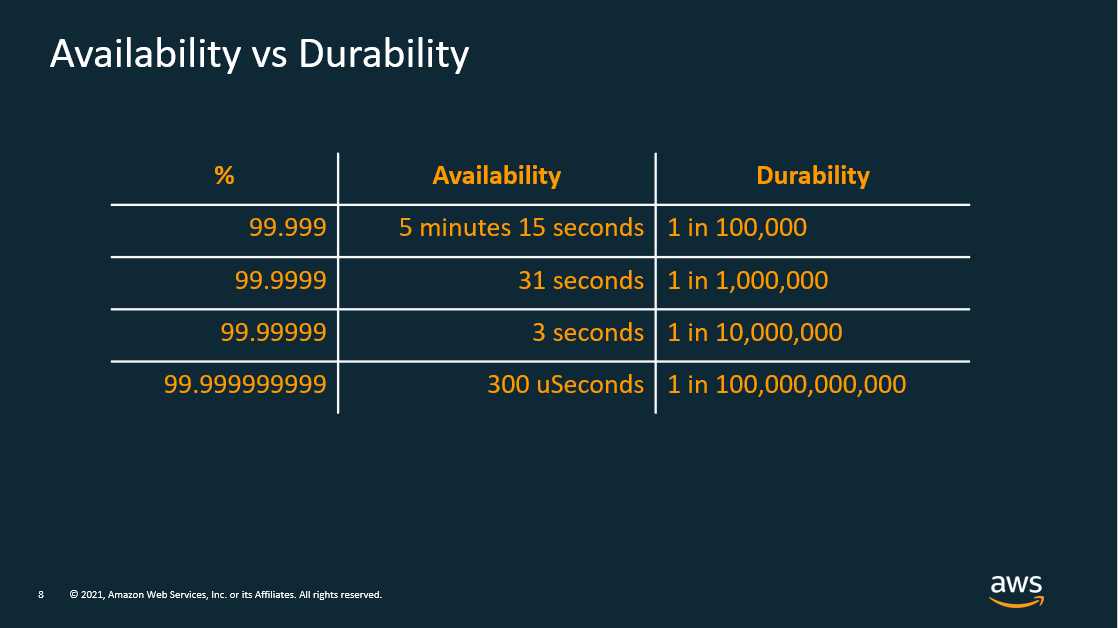 Availability vs Durability
% Availability Durability
99.999 5 minutes 15 seconds 1 in 100,000
99.9999 31 seconds 1 in 1,000,000
99.99999 3 seconds 1 in 10,000,000
99.999999999 300 uSeconds 1 in 100,000,000,000
8 © 2021, Amazon Web Services, Inc. or its Affiliates. All rights reserved.
aws